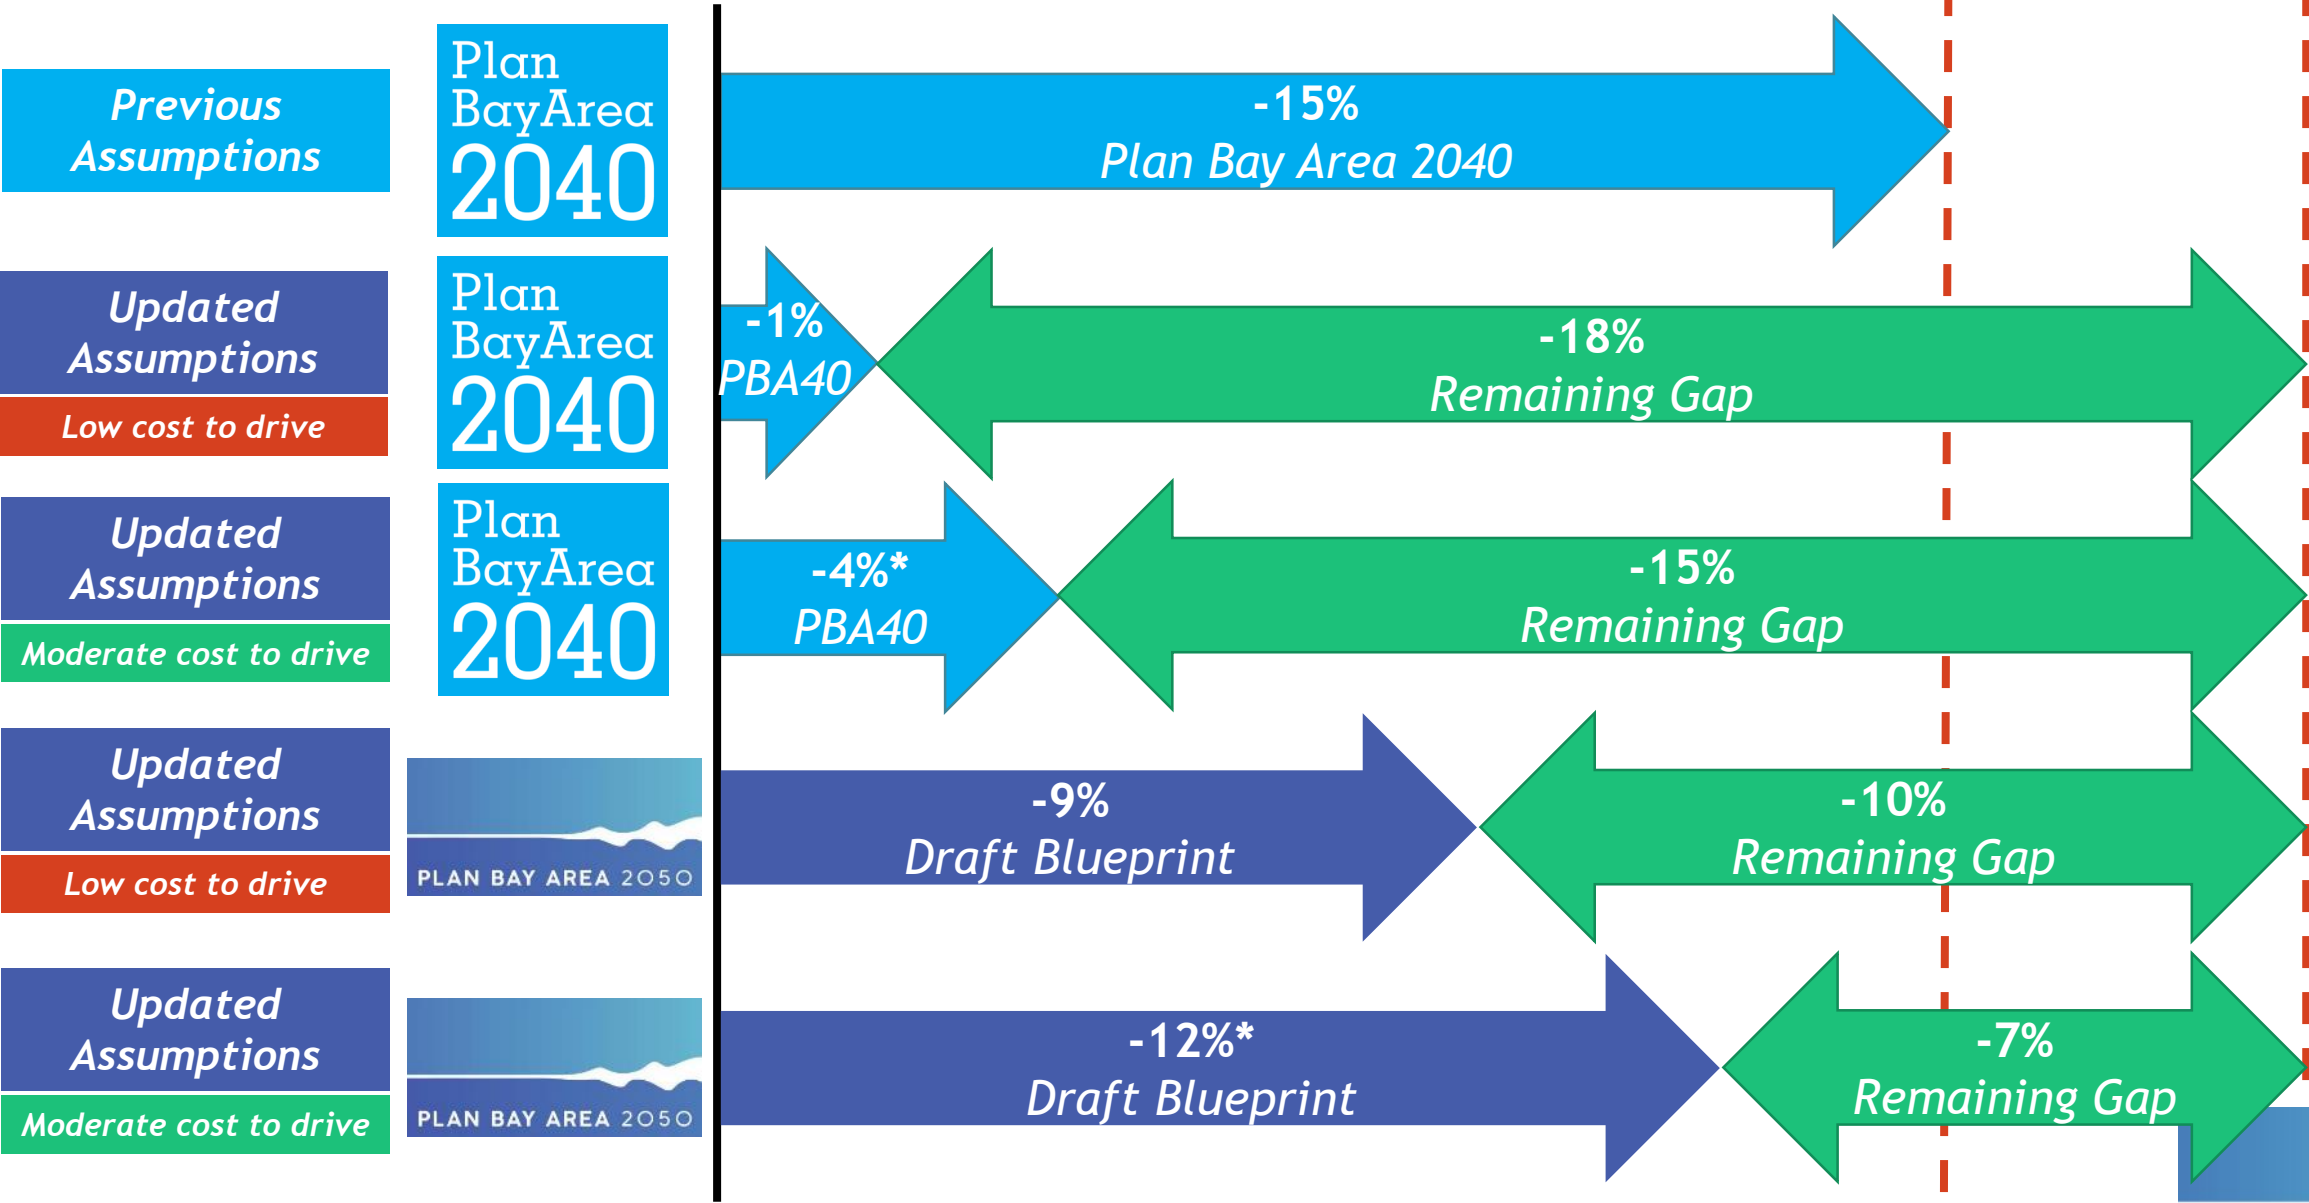 Previous
Assumptions
Plan
BayArea
2040
-15%
Plan Bay Area 2040
Updated
Assumptions
Low cost to drive
Plan
BayArea
2040
-1%
PBA40
-18%
Remaining Gap
Updated
Assumptions
Moderate cost to drive
Plan
BayArea
2040
-4%*
PBA40
-15%
Remaining Gap
Updated
Assumptions
Low cost to drive
PLAN BAY AREA 2050
-9%
Draft Blueprint
-10%
Remaining Gap
Updated
Assumptions
Moderate cost to drive
PLAN BAY AREA 2050
-12%*
Draft Blueprint
-7%
Remaining Gap